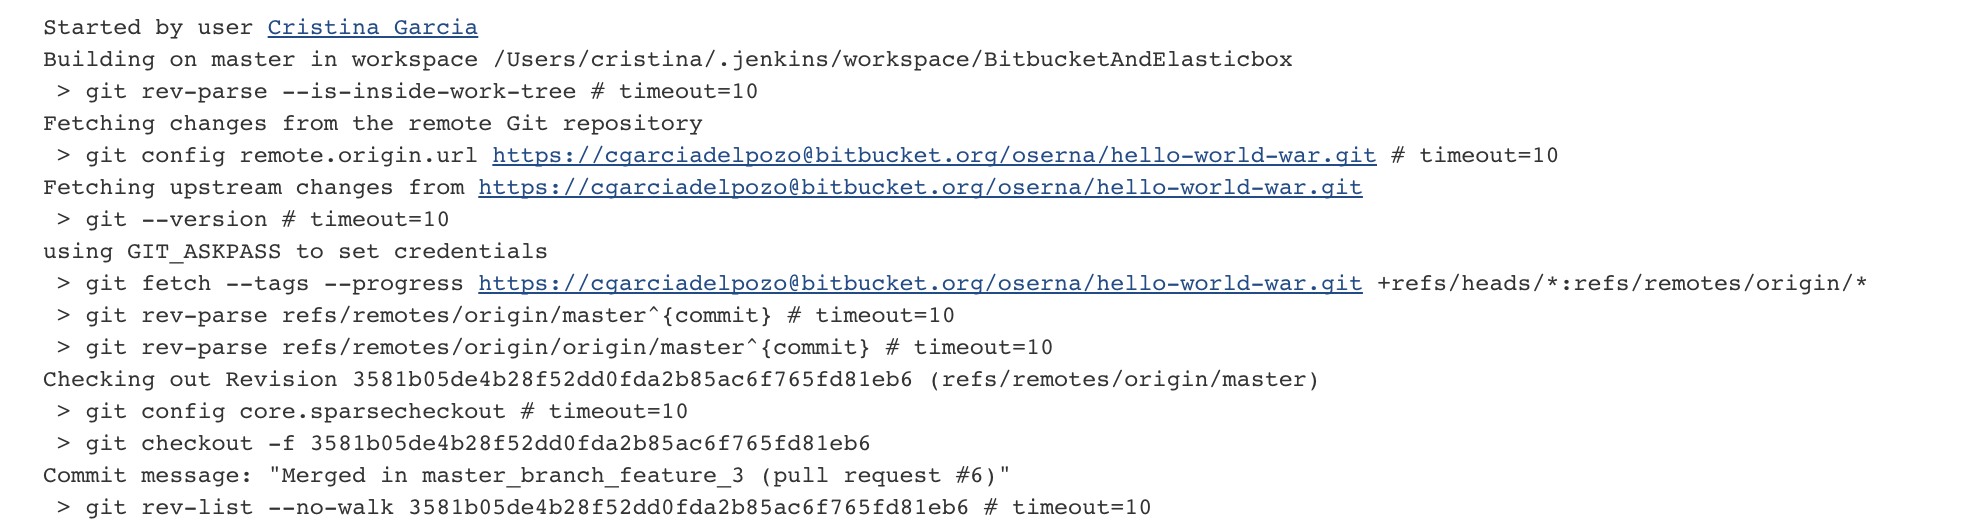 Started by user Cristina Garcia
Building on master in workspace /Users/cristina/.jenkins/workspace/BitbucketAndElasticbox
> git rev-parse --is-inside-work-tree # timeout=10
Fetching changes from the remote Git repository
> git config remote.origin.url https://cgarciadelpozo@bitbucket.org/oserna/hello-world-war.git # timeout=10
Fetching upstream changes from https://cgarciadelpozo@bitbucket.org/oserna/hello-world-war.git
> git --version # timeout=10
using GIT_ASKPASS to set credentials
> git fetch --tags --progress https://cgarciadelpozo@bitbucket.org/oserna/hello-world-war.git +refs/heads/*:refs/remotes/origin/*
> git rev-parse refs/remotes/origin/master^{commit} # timeout=10
> git rev-parse refs/remotes/origin/origin/master^{commit} # timeout=10
Checking out Revision 3581b05de4b28f52dd0fda2b85ac6f765fd81eb6 (refs/remotes/origin/master)
> git config core.sparsecheckout # timeout=10
> git checkout -f 3581b05de4b28f52dd0fda2b85ac6f765fd81eb6
Commit message: "Merged in master_branch_feature_3 (pull request #6)"
> git rev-list --no-walk 3581b05de4b28f52dd0fda2b85ac6f765fd81eb6 # timeout=10